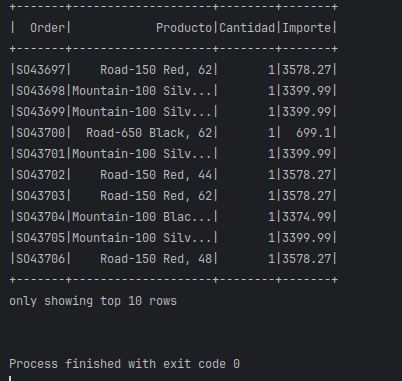 +-------+--------------------+--------+-------+
|  Order|            Producto|Cantidad|Importe|
+-------+--------------------+--------+-------+
|SO43697|    Road-150 Red, 62|       1|3578.27|
|SO43698|Mountain-100 Silv...|       1|3399.99|
|SO43699|Mountain-100 Silv...|       1|3399.99|
|SO43700|  Road-650 Black, 62|       1|  699.1|
|SO43701|Mountain-100 Silv...|       1|3399.99|
|SO43702|    Road-150 Red, 44|       1|3578.27|
|SO43703|    Road-150 Red, 62|       1|3578.27|
|SO43704|Mountain-100 Blac...|       1|3374.99|
|SO43705|Mountain-100 Silv...|       1|3399.99|
|SO43706|    Road-150 Red, 48|       1|3578.27|
+-------+--------------------+--------+-------+
only showing top 10 rows
Process finished with exit code 0